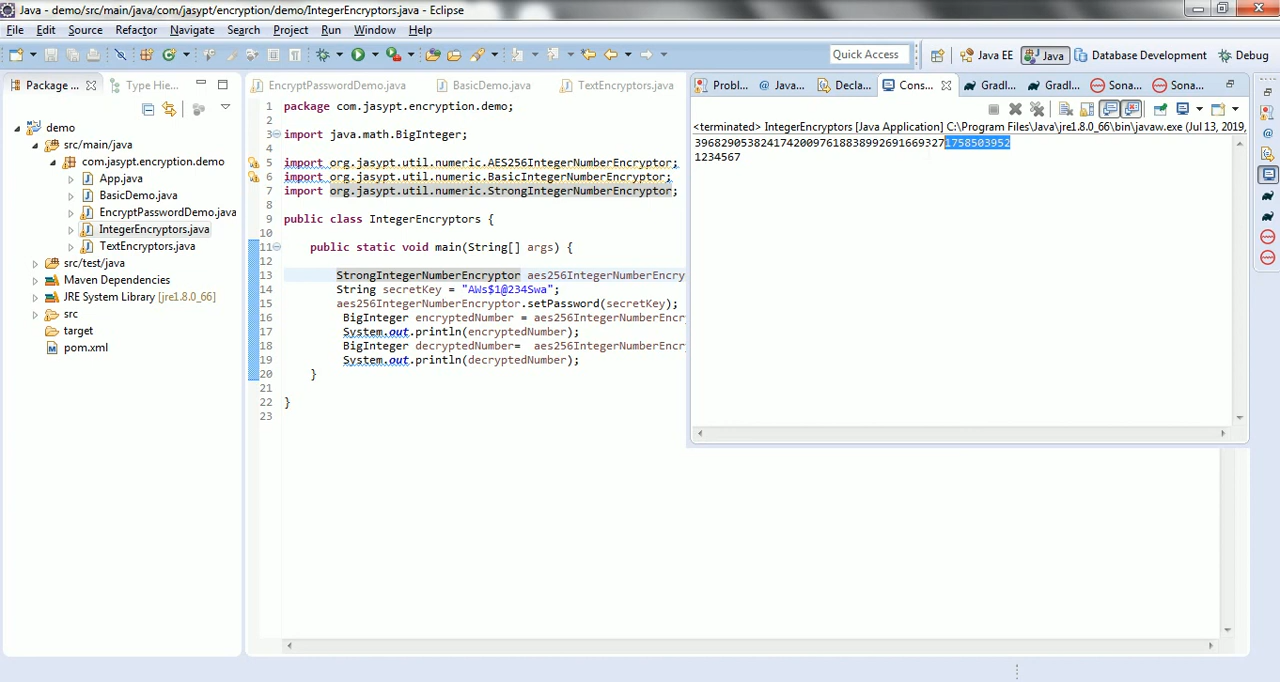 Java - demo/src/main/java/com/jasypt/encryption/demo/IntegerEncryptors.java - Eclipse
File Edit Source Refactor Navigate Search Project Run Window Help
Quick Access Java EE Java Database Development Debug
Package ... Type Hie...
demo
src/main/java
com.jasypt.encryption.demo
App.java
BasicDemo.java
EncryptPasswordDemo.java
IntegerEncryptors.java
TextEncryptors.java
src/test/java
Maven Dependencies
JRE System Library [jre1.8.0_66]
src
target
pom.xml
EncryptPasswordDemo.java BasicDemo.java TextEncryptors.java
1 package com.jasypt.encryption.demo;
2
3 import java.math.BigInteger;
4
5 import org.jasypt.util.numeric.AES256IntegerNumberEncryptor;
6 import org.jasypt.util.numeric.BasicIntegerNumberEncryptor;
7 import org.jasypt.util.numeric.StrongIntegerNumberEncryptor;
8
9 public class IntegerEncryptors {
10
11 public static void main(String[] args) {
12
13 StrongIntegerNumberEncryptor aes256IntegerNumberEncry
14 String secretKey = "AWs$1@234Swa";
15 aes256IntegerNumberEncryptor.setPassword(secretKey);
16 BigInteger encryptedNumber = aes256IntegerNumberEncr
17 System.out.println(encryptedNumber);
18 BigInteger decryptedNumber= aes256IntegerNumberEncr
19 System.out.println(decryptedNumber);
20 }
21
22 }
23
Probl... Java... Decla... Cons... Gradl... Gradl... Sona... Sona...
<terminated> IntegerEncryptors [Java Application] C:\Program Files\Java\jre1.8.0_66\bin\javaw.exe (Jul 13, 2019,
39682905382417420097618838992691669327​1758503952
1234567